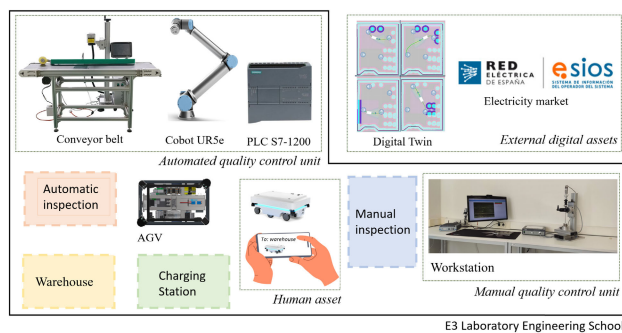 RED
ELÉCTRICA
DE ESPAÑA
esios
SISTEMA DE INFORMACIÓN
DEL OPERADOR DEL SISTEMA
Electricity market
Conveyor belt
Cobot UR5e
PLC S7-1200
Digital Twin
External digital assets
Automated quality control unit
Automatic
inspection
AGV
To: warehouse
Manual
inspection
Workstation
Warehouse
Charging
Station
Human asset
Manual quality control unit
E3 Laboratory Engineering School